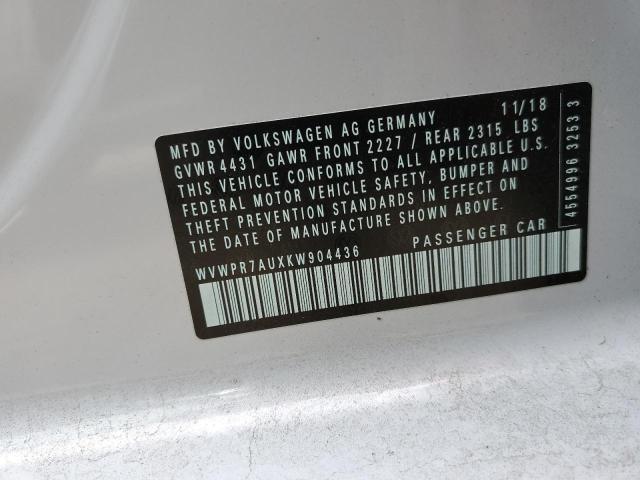 11/18
MFD BY VOLKSWAGEN AG GERMANY
GVWR 4431 GAWR FRONT 2227 / REAR 2315 LBS
THIS VEHICLE CONFORMS TO ALL APPLICABLE U.S.
FEDERAL MOTOR VEHICLE SAFETY, BUMPER AND
THEFT PREVENTION STANDARDS IN EFFECT ON
THE DATE OF MANUFACTURE SHOWN ABOVE.
WVWPR7AUXKW904436 PASSENGER CAR
4554996 3253 3